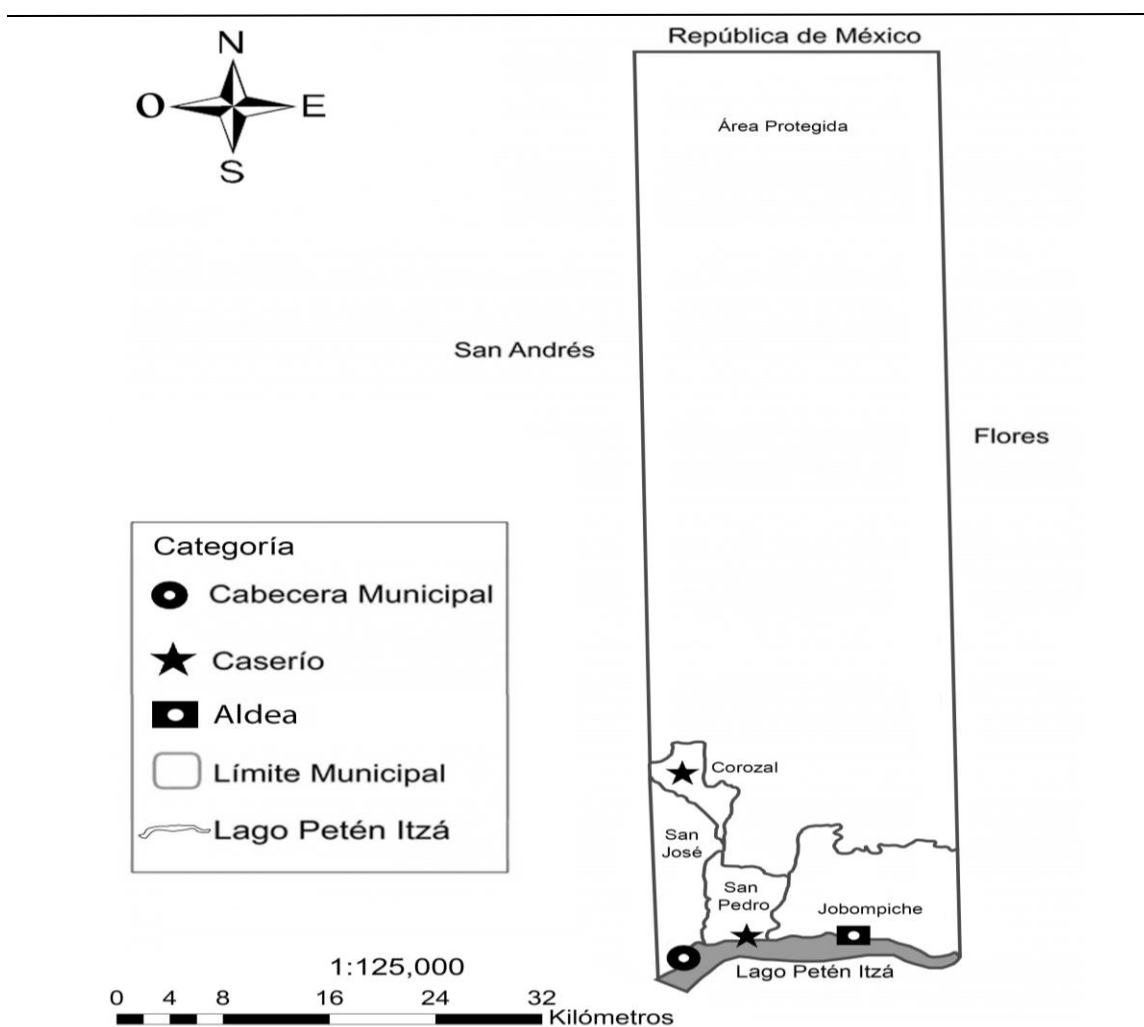 República de México
N
O
E
S
Área Protegida
San Andrés
Flores
Categoría
Cabecera Municipal
Caserío
Aldea
Límite Municipal
Lago Petén Itzá
Corozal
San
José
San
Pedro
Jobompiche
Lago Petén Itzá
1:125,000
0 4 8 16 24 32
Kilómetros